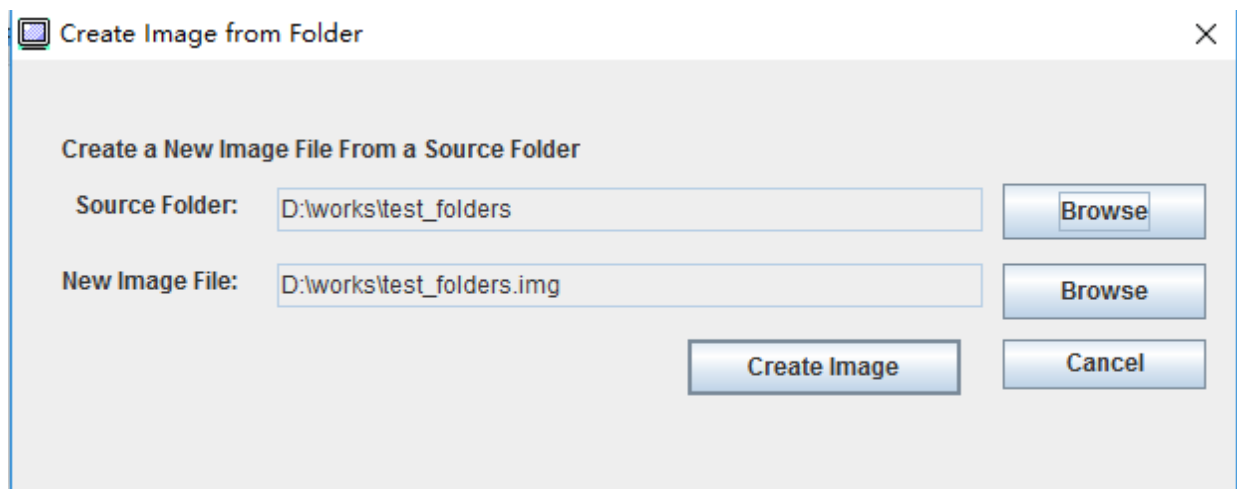 Create Image from Folder
Create a New Image File From a Source Folder
Source Folder: D:\works\test_folders Browse
New Image File: D:\works\test_folders.img Browse
Create Image Cancel